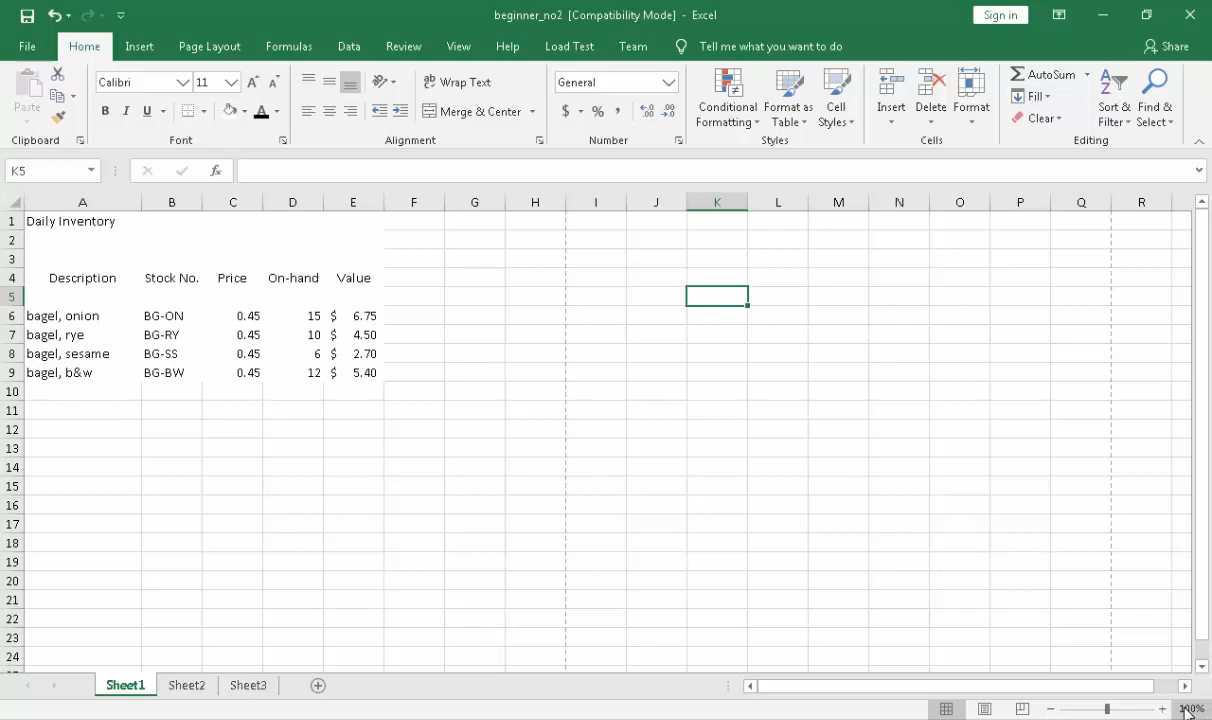 beginner_no2 [Compatibility Mode] - Excel
Sign in
File Home Insert Page Layout Formulas Data Review View Help Load Test Team Tell me what you want to do Share
Paste
Calibri 11
Wrap Text
General
Conditional Formatting
Format as Table
Cell Styles
Insert Delete Format
AutoSum
Fill
Clear
Sort & Filter
Find & Select
B I U A
Merge & Center
$ % ,
Clipboard Font Alignment Number Styles Cells Editing
K5 fx
A B C D E F G H I J K L M N O P Q R
1 Daily Inventory
2
3
4 Description Stock No. Price On-hand Value
5
6 bagel, onion BG-ON 0.45 15 $ 6.75
7 bagel, rye BG-RY 0.45 10 $ 4.50
8 bagel, sesame BG-SS 0.45 6 $ 2.70
9 bagel, b&w BG-BW 0.45 12 $ 5.40
10
11
12
13
14
15
16
17
18
19
20
21
22
23
24
Sheet1 Sheet2 Sheet3
100%